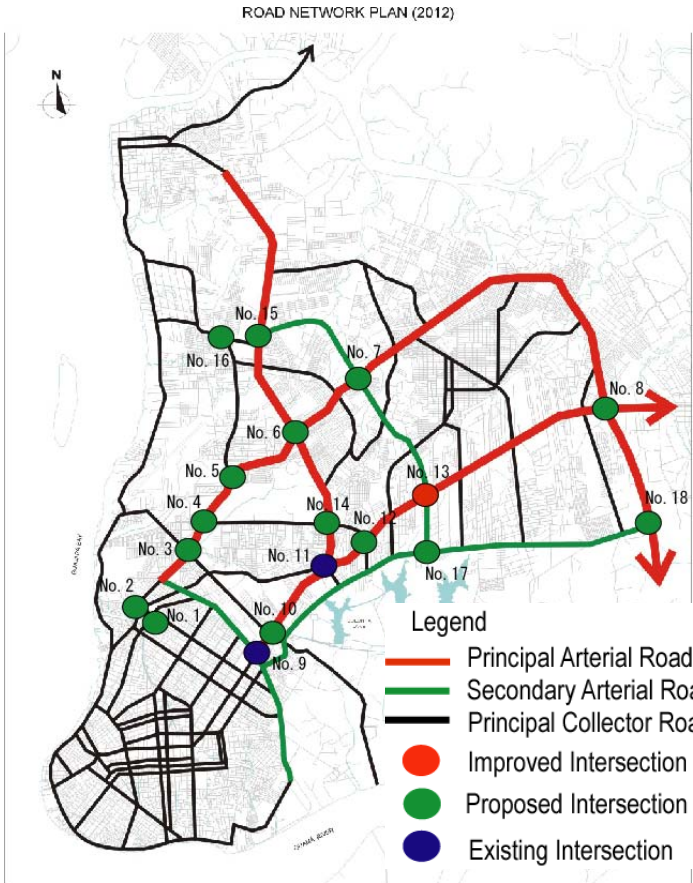 ROAD NETWORK PLAN (2012)
N
No. 15
No. 16
No. 7
No. 8
No. 6
No. 5
No. 13
No. 4
No. 14
No. 12
No. 18
No. 3
No. 11
No. 17
No. 2
No. 1
No. 10
No. 9
Legend
Principal Arterial Road
Secondary Arterial Roa
Principal Collector Roa
Improved Intersection
Proposed Intersection
Existing Intersection
RIVER